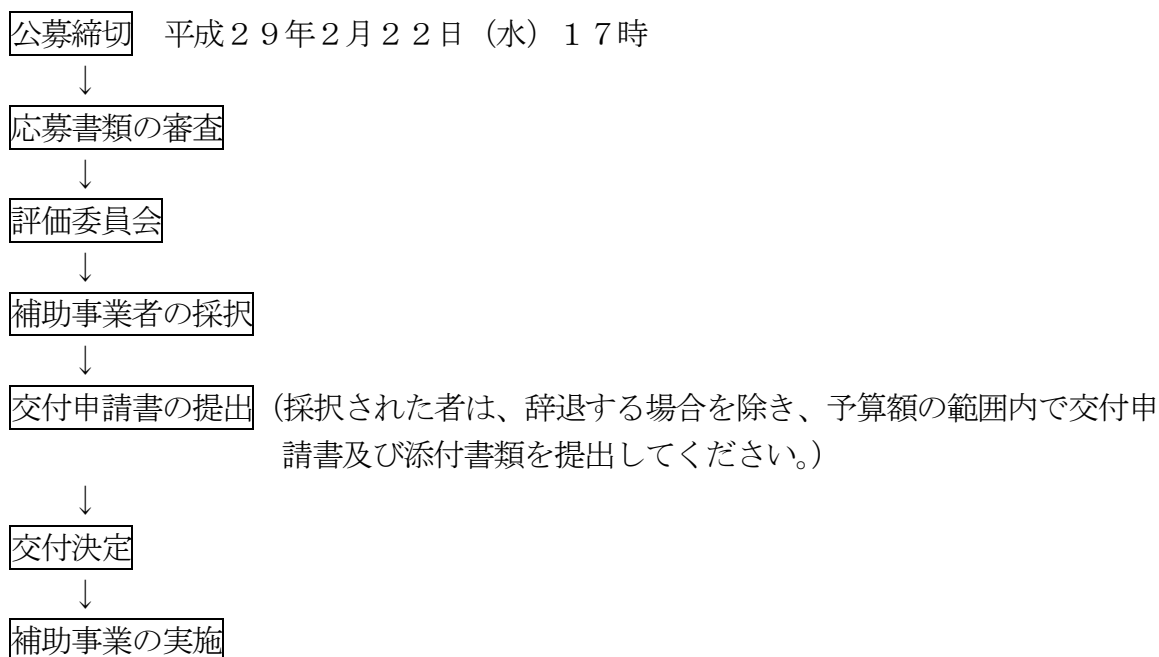 公募締切　平成２９年２月２２日（水）１７時
↓
応募書類の審査
↓
評価委員会
↓
補助事業者の採択
↓
交付申請書の提出（採択された者は、辞退する場合を除き、予算額の範囲内で交付申
請書及び添付書類を提出してください。）
↓
交付決定
↓
補助事業の実施